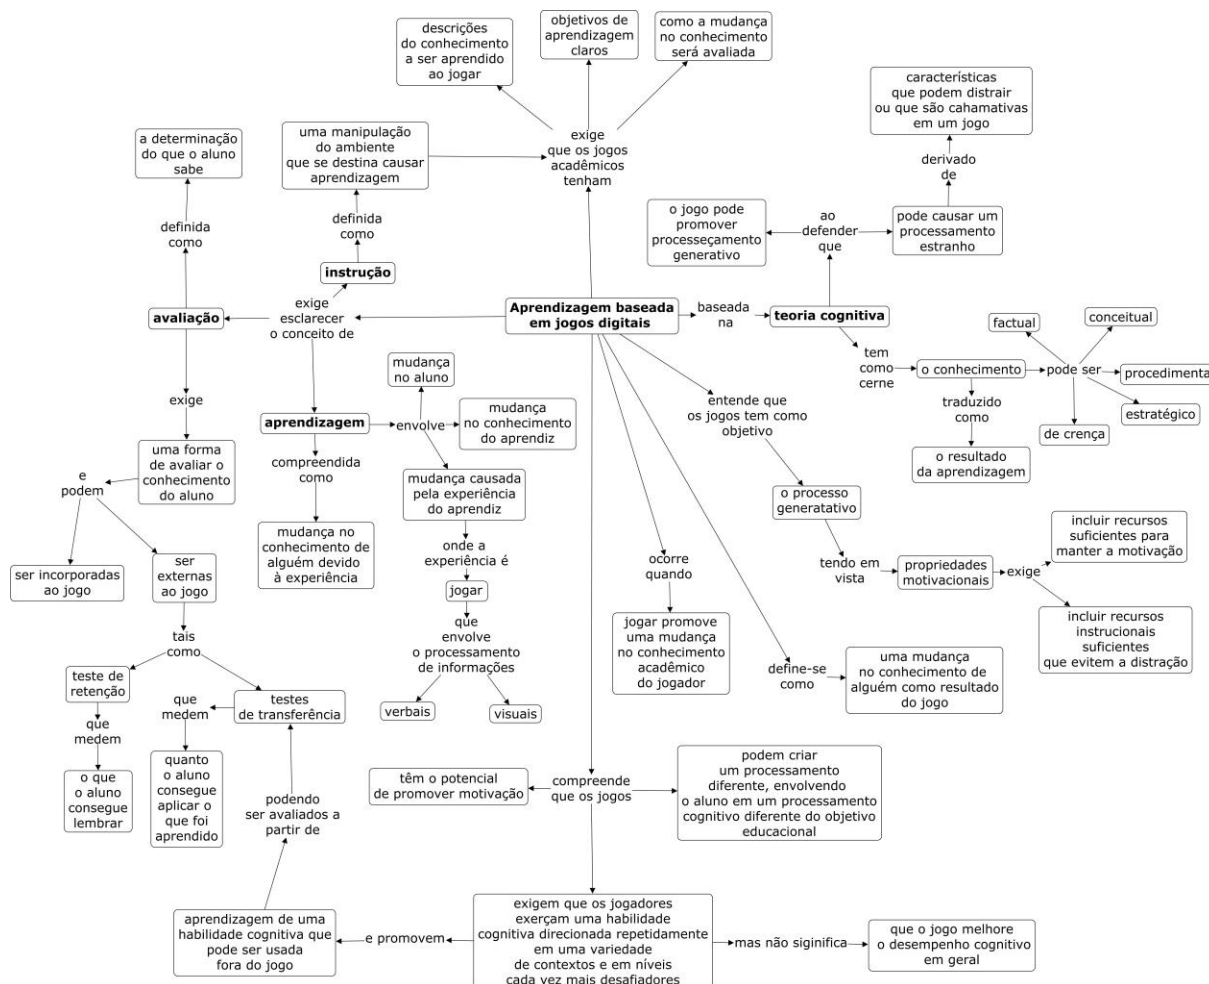 descrições
do conhecimento
a ser aprendido
ao jogar
objetivos de
aprendizagem
claros
como a mudança
no conhecimento
será avaliada
características
que podem distrair
ou que são cahamativas
em um jogo
a determinação
do que o aluno
sabe
uma manipulação
do ambiente
que se destina causar
aprendizagem
exige
que os jogos
acadêmicos
tenham
derivado
de
definida
como
definida
como
o jogo pode
promover
processeçamento
generativo
ao
defender
que
pode causar um
processamento
estranho
instrução
avaliação
exige
esclarecer
o conceito de
Aprendizagem baseada
em jogos digitais
baseada
na
teoria cognitiva
factual
conceitual
tem
como
cerne
o conhecimento
pode ser
procedimental
estratégico
de crença
traduzido
como
o resultado
da aprendizagem
mudança
no aluno
mudança
no conhecimento
do aprendiz
aprendizagem
envolve
entende que
os jogos tem como
objetivo
exige
compreendida
como
mudança causada
pela experiência
do aprendiz
uma forma
de avaliar o
conhecimento
do aluno
e
podem
o processo
generatativo
mudança no
conhecimento de
alguém devido
à experiência
onde a
experiência é
jogar
ser incorporadas
ao jogo
ser
externas
ao jogo
ocorre
quando
tendo em
vista
propriedades
motivacionais
exige
incluir recursos
suficientes para
manter a motivação
incluir recursos
instrucionais
suficientes
que evitem a distração
que
envolve
o processamento
de informações
verbais
visuais
jogar promove
uma mudança
no conhecimento
acadêmico
do jogador
define-se
como
uma mudança
no conhecimento de
alguém como resultado
do jogo
tais
como
teste de
retenção
testes
de transferência
que
medem
que
medem
o que
o aluno
consegue
lembrar
quanto
o aluno
consegue
aplicar o
que foi
aprendido
podendo
ser avaliados a
partir de
têm o potencial
de promover motivação
compreende
que os jogos
podem criar
um processamento
diferente, envolvendo
o aluno em um processamento
cognitivo diferente do objetivo
educacional
aprendizagem de uma
habilidade cognitiva que
pode ser usada
fora do jogo
e promovem
exigem que os jogadores
exerçam uma habilidade
cognitiva direcionada repetidamente
em uma variedade
de contextos e em níveis
cada vez mais desafiadores
mas não siginifica
que o jogo melhore
o desempenho cognitivo
em geral